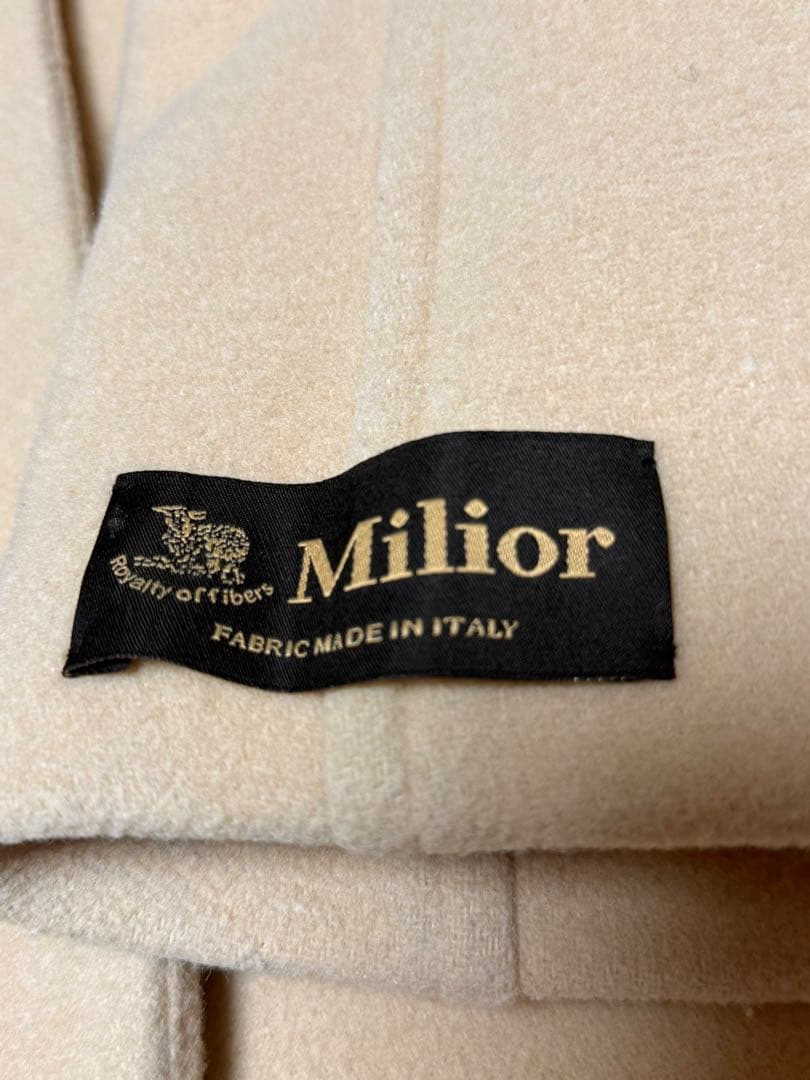 Milior
Royalty of fibers
FABRIC MADE IN ITALY